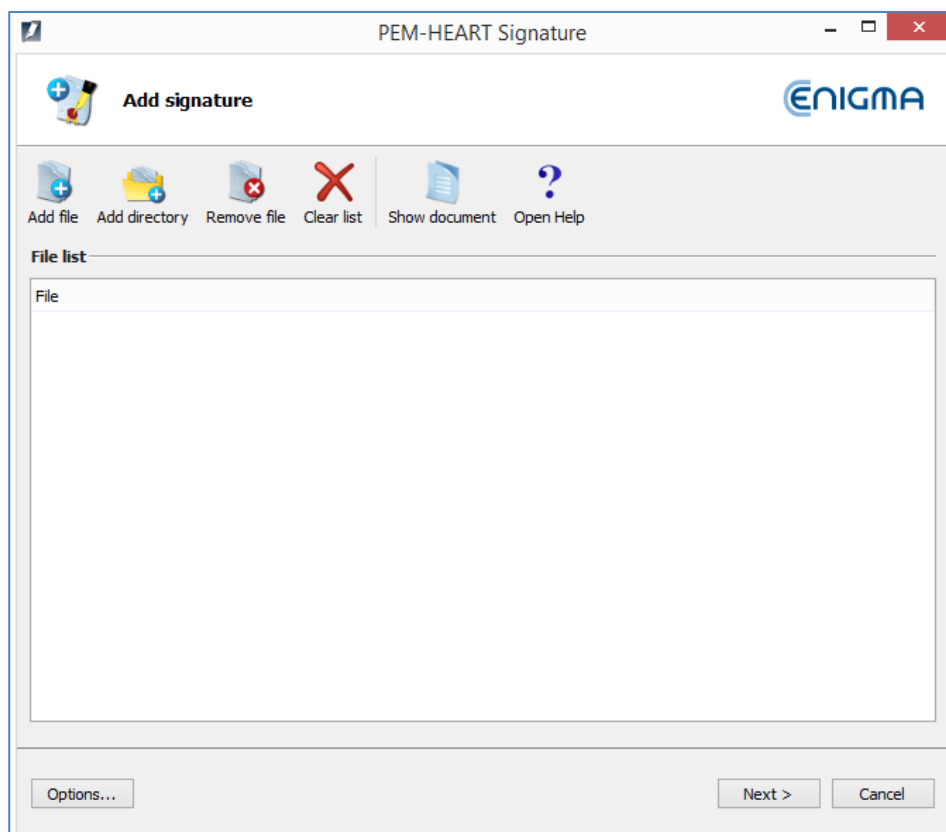 PEM-HEART Signature
Add signature
ENIGMA
Add file Add directory Remove file Clear list Show document Open Help
File list
File
Options... Next > Cancel